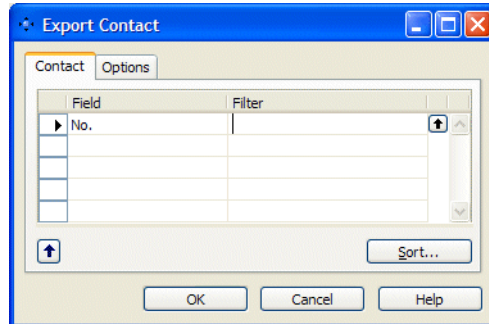 Export Contact
Contact Options
Field Filter
No.
Sort...
OK Cancel Help